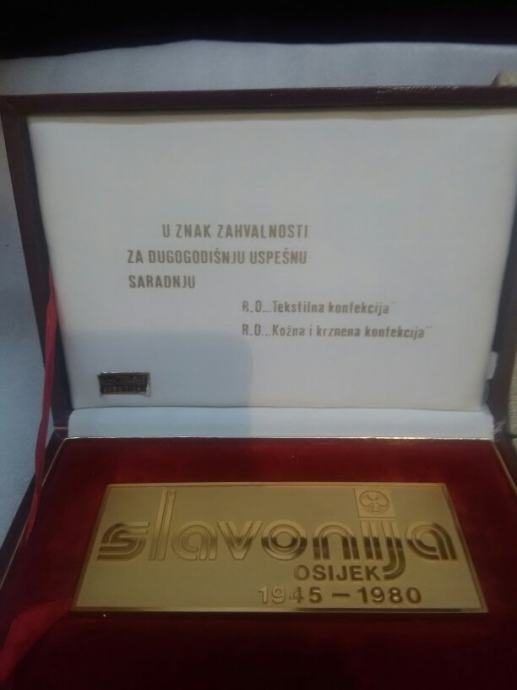 U ZNAK ZAHVALNOSTI
ZA DUGOGODIŠNJU USPEŠNU
SARADNJU
R.O. „Tekstilna konfekcija"
R.O. „Kožna i krznena konfekcija"
slavonija
OSIJEK
1945 – 1980